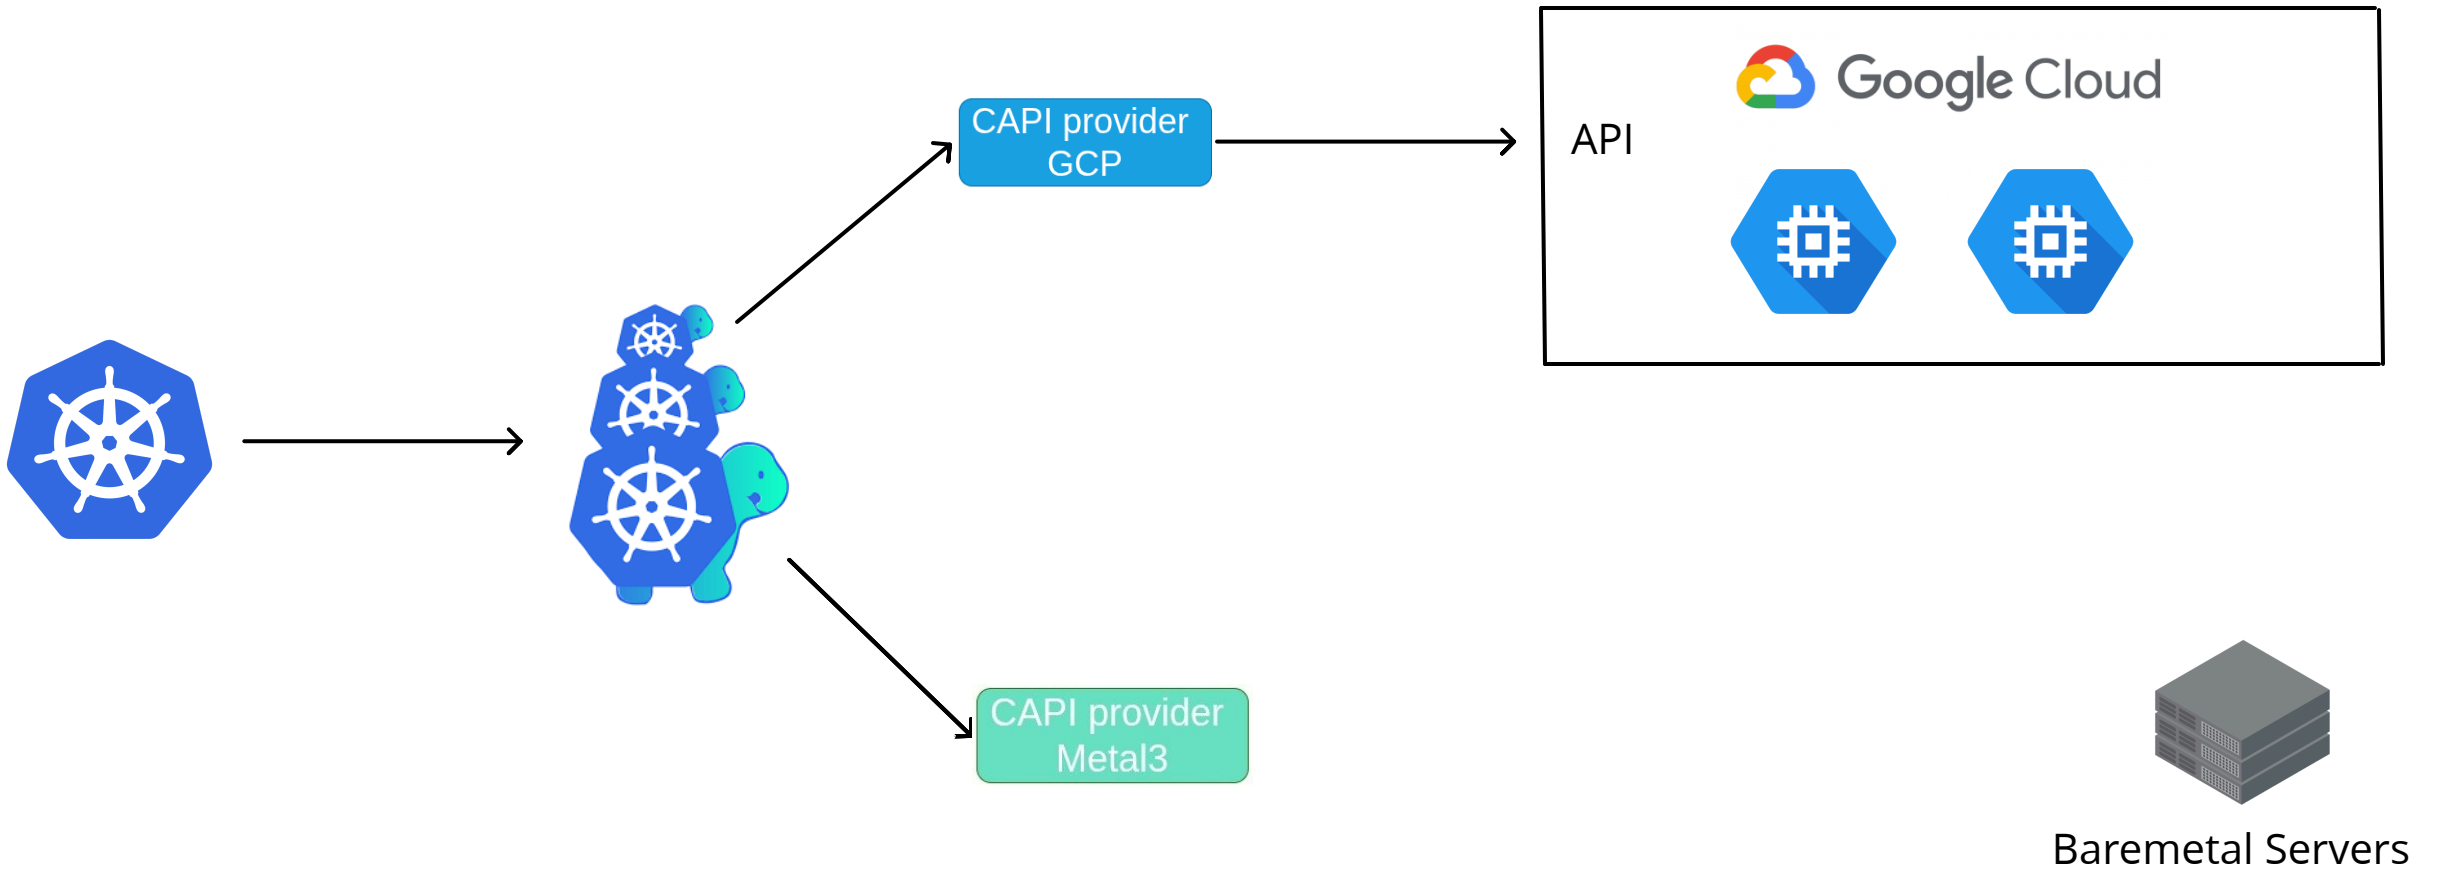 CAPI provider
GCP
Google Cloud
API
CAPI provider
Metal3
Baremetal Servers